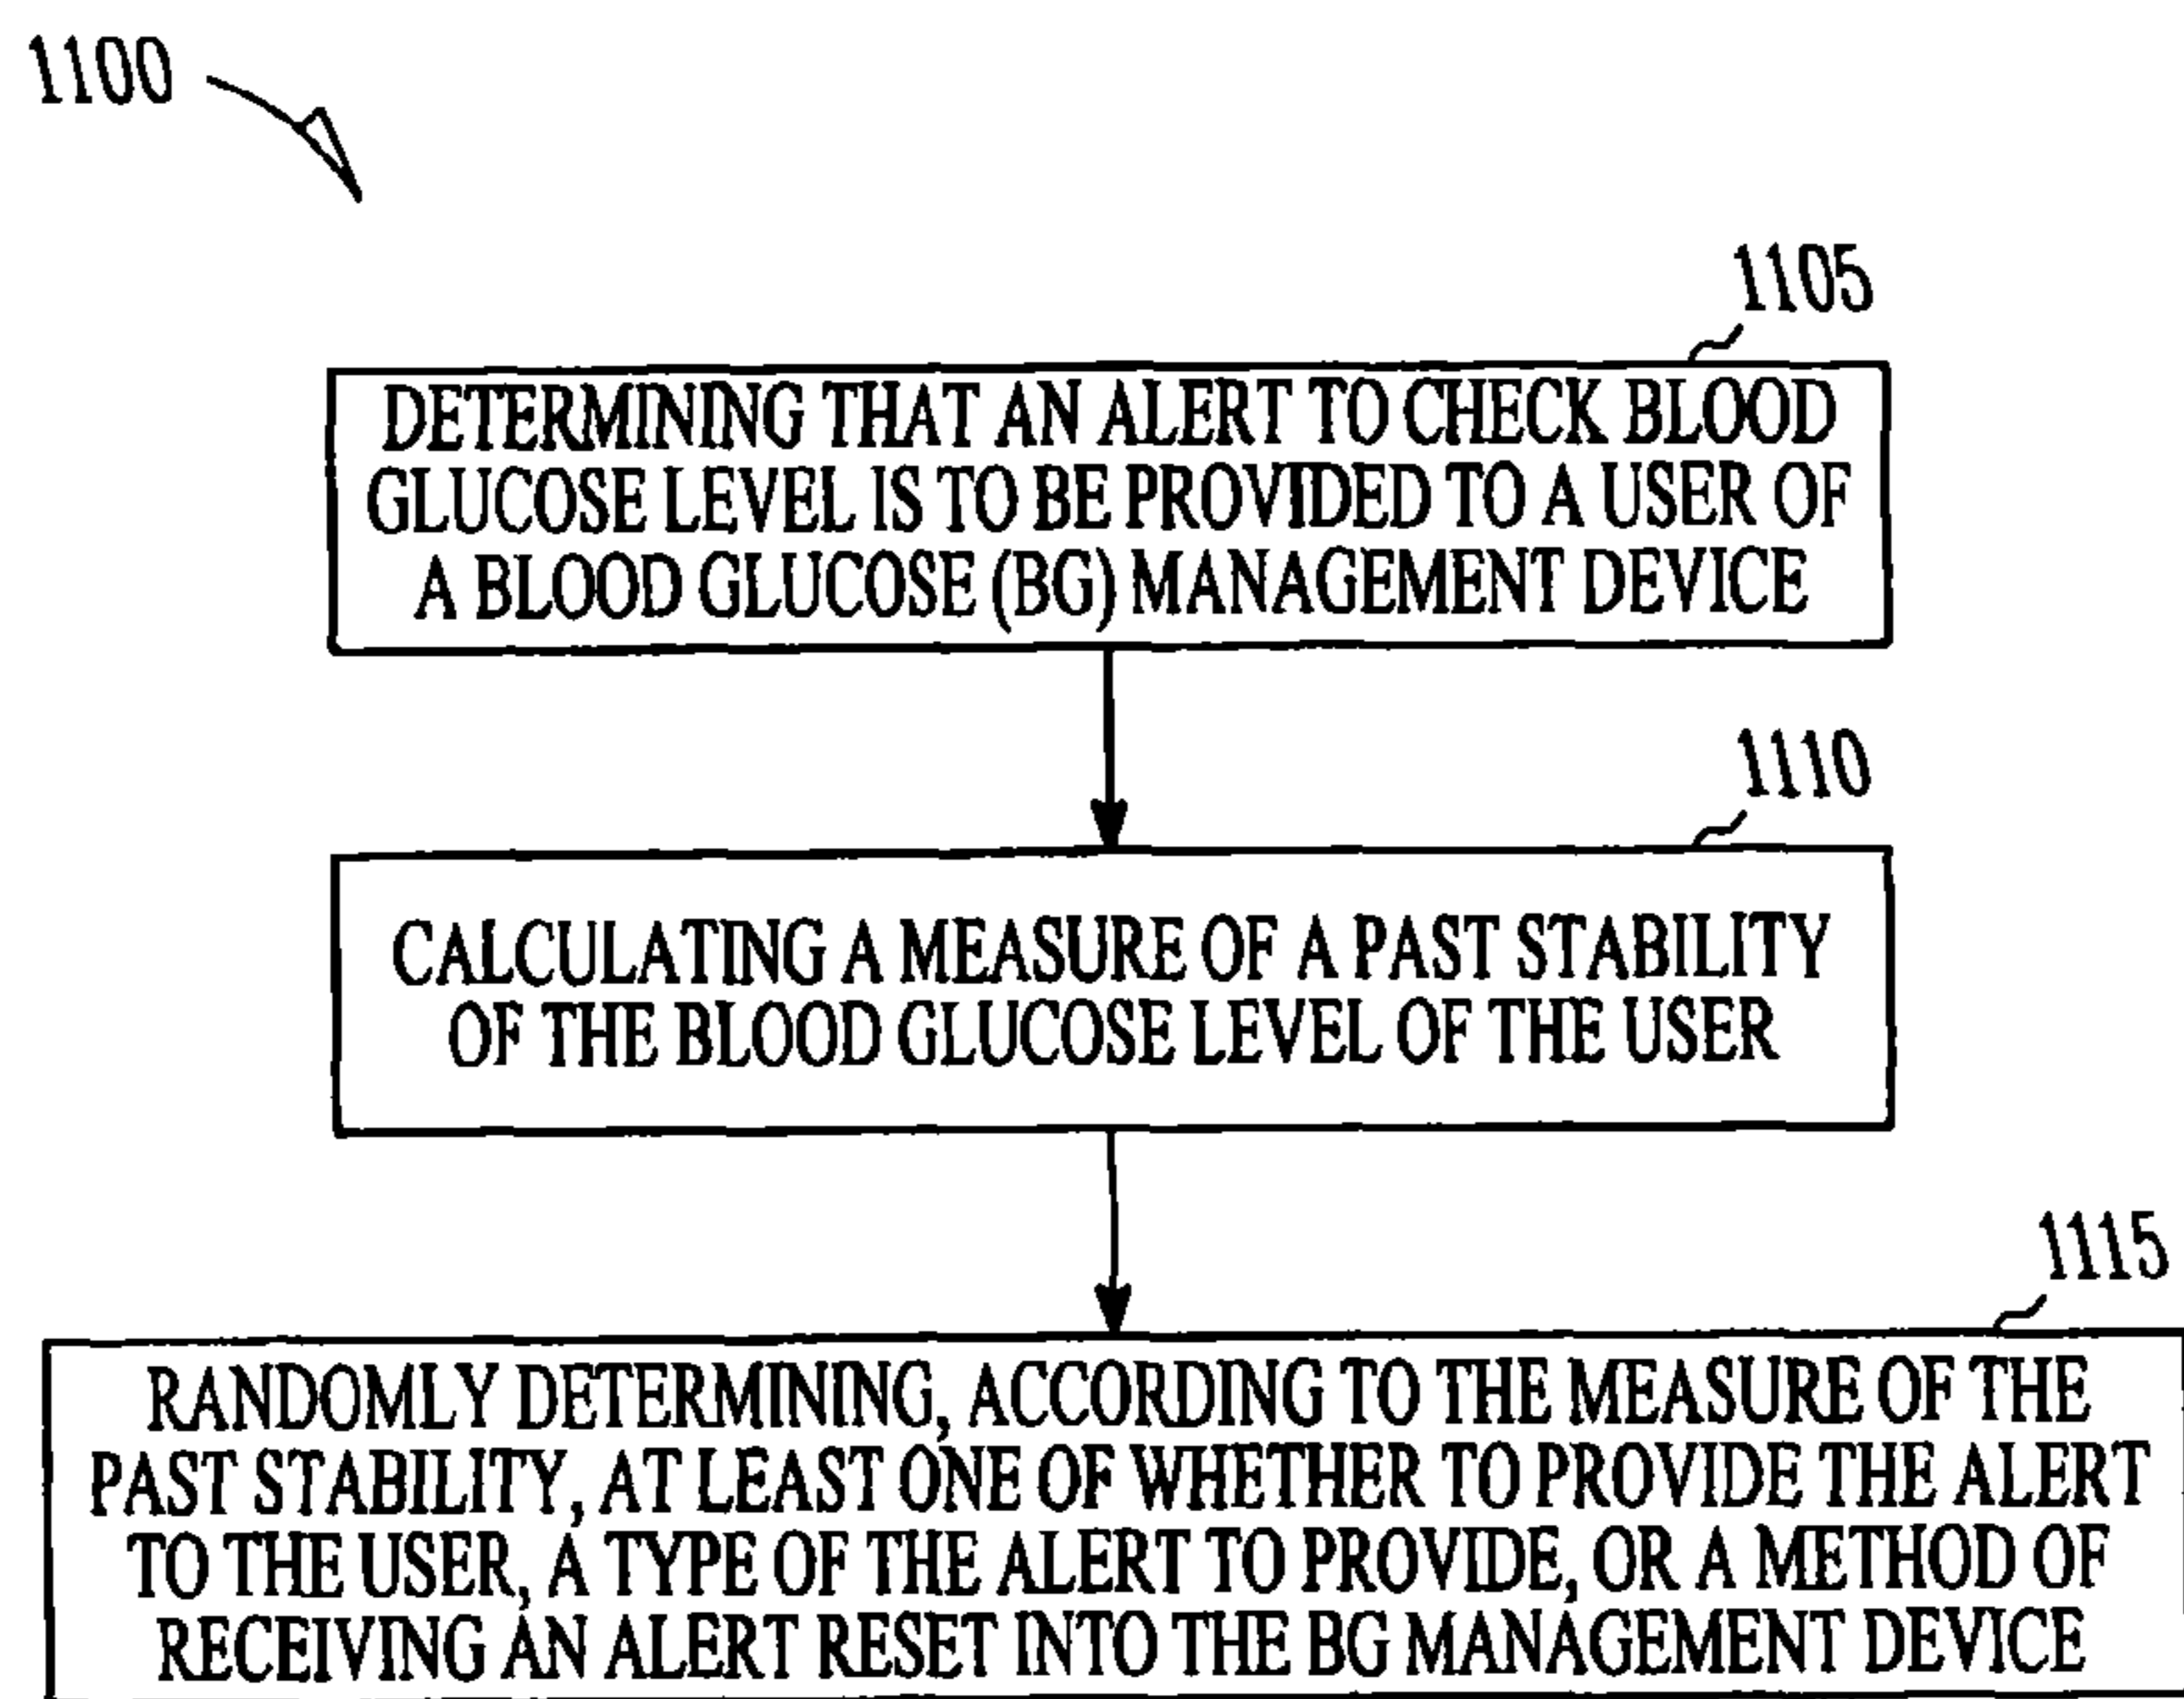 1100
1105
DETERMINING THAT AN ALERT TO CHECK BLOOD
GLUCOSE LEVEL IS TO BE PROVIDED TO A USER OF
A BLOOD GLUCOSE (BG) MANAGEMENT DEVICE
1110
CALCULATING A MEASURE OF A PAST STABILITY
OF THE BLOOD GLUCOSE LEVEL OF THE USER
1115
RANDOMLY DETERMINING, ACCORDING TO THE MEASURE OF THE
PAST STABILITY, AT LEAST ONE OF WHETHER TO PROVIDE THE ALERT
TO THE USER, A TYPE OF THE ALERT TO PROVIDE, OR A METHOD OF
RECEIVING AN ALERT RESET INTO THE BG MANAGEMENT DEVICE